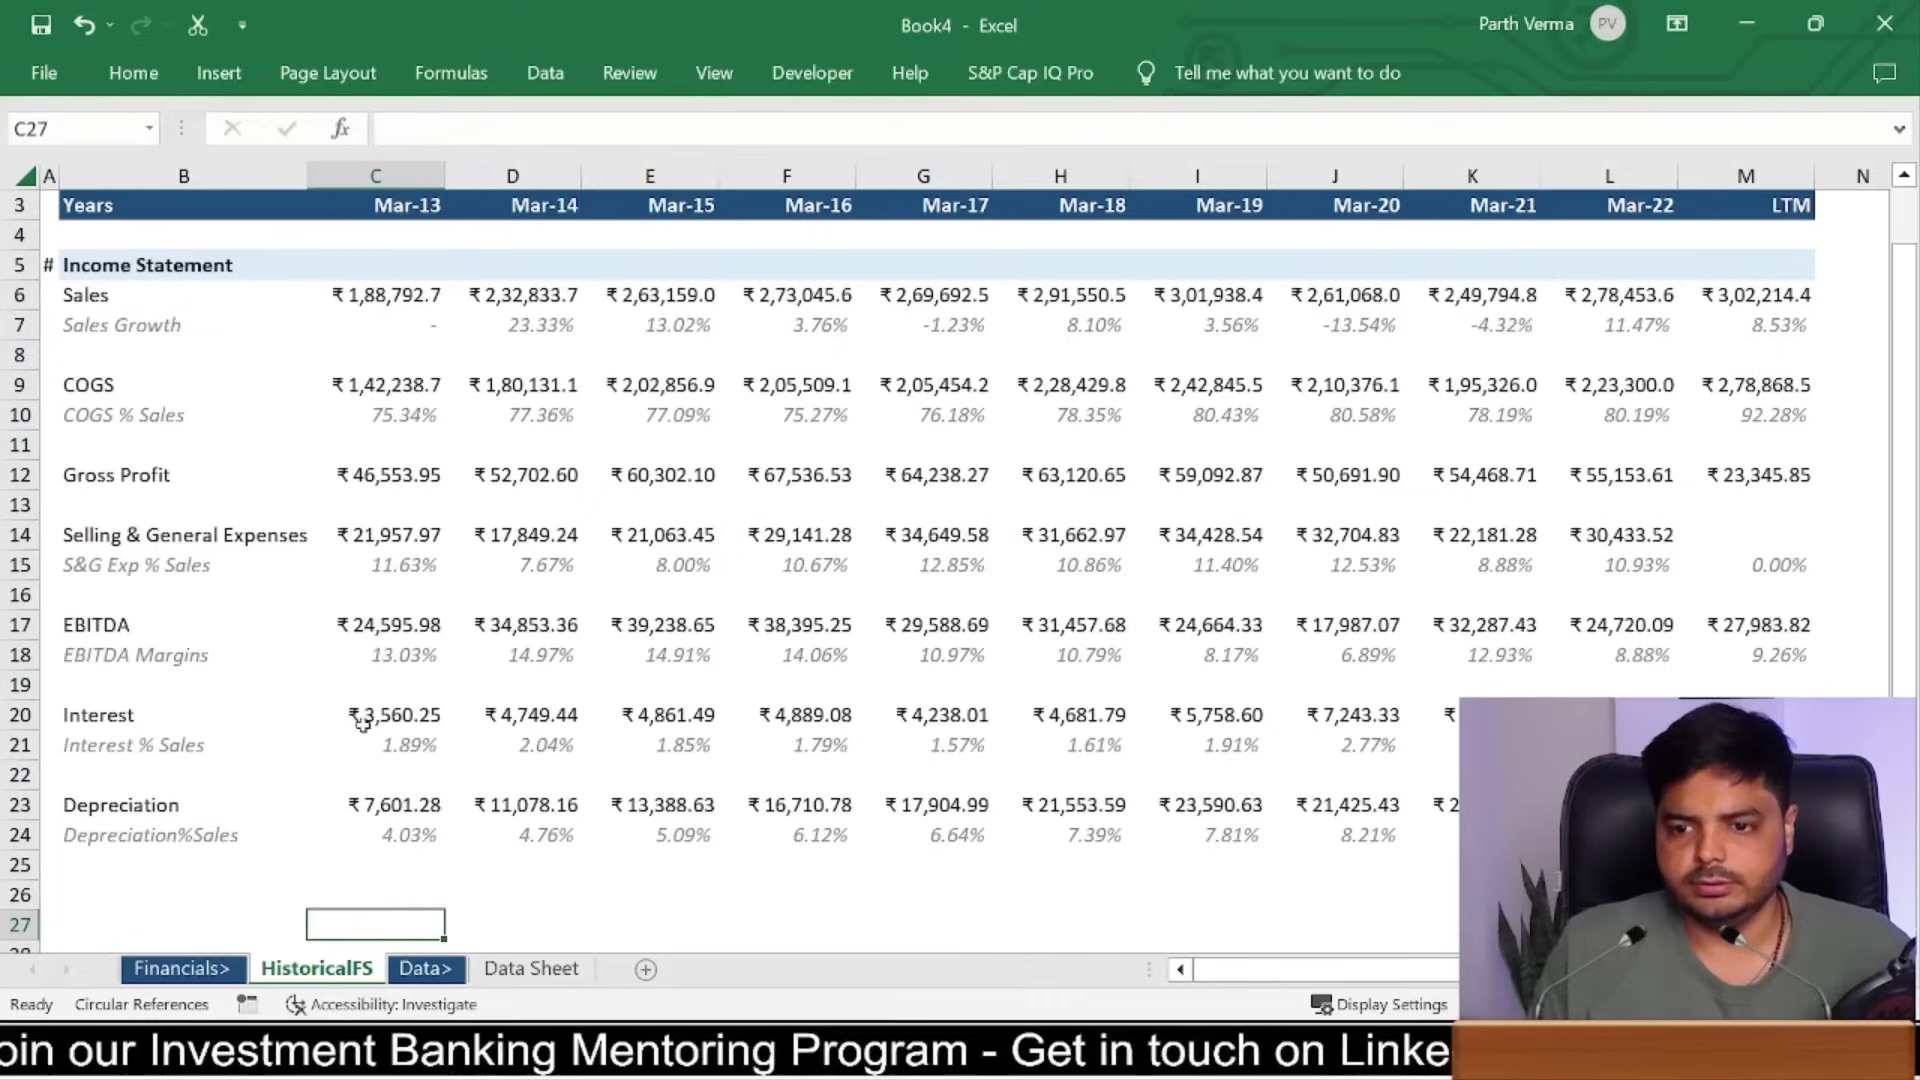 Book4 - Excel
Parth Verma PV
File Home Insert Page Layout Formulas Data Review View Developer Help S&P Cap IQ Pro Tell me what you want to do
C27 fx
A B C D E F G H I J K L M N
3 Years Mar-13 Mar-14 Mar-15 Mar-16 Mar-17 Mar-18 Mar-19 Mar-20 Mar-21 Mar-22 LTM
4
5 # Income Statement
6 Sales ₹ 1,88,792.7 ₹ 2,32,833.7 ₹ 2,63,159.0 ₹ 2,73,045.6 ₹ 2,69,692.5 ₹ 2,91,550.5 ₹ 3,01,938.4 ₹ 2,61,068.0 ₹ 2,49,794.8 ₹ 2,78,453.6 ₹ 3,02,214.4
7 Sales Growth - 23.33% 13.02% 3.76% -1.23% 8.10% 3.56% -13.54% -4.32% 11.47% 8.53%
8
9 COGS ₹ 1,42,238.7 ₹ 1,80,131.1 ₹ 2,02,856.9 ₹ 2,05,509.1 ₹ 2,05,454.2 ₹ 2,28,429.8 ₹ 2,42,845.5 ₹ 2,10,376.1 ₹ 1,95,326.0 ₹ 2,23,300.0 ₹ 2,78,868.5
10 COGS % Sales 75.34% 77.36% 77.09% 75.27% 76.18% 78.35% 80.43% 80.58% 78.19% 80.19% 92.28%
11
12 Gross Profit ₹ 46,553.95 ₹ 52,702.60 ₹ 60,302.10 ₹ 67,536.53 ₹ 64,238.27 ₹ 63,120.65 ₹ 59,092.87 ₹ 50,691.90 ₹ 54,468.71 ₹ 55,153.61 ₹ 23,345.85
13
14 Selling & General Expenses ₹ 21,957.97 ₹ 17,849.24 ₹ 21,063.45 ₹ 29,141.28 ₹ 34,649.58 ₹ 31,662.97 ₹ 34,428.54 ₹ 32,704.83 ₹ 22,181.28 ₹ 30,433.52
15 S&G Exp % Sales 11.63% 7.67% 8.00% 10.67% 12.85% 10.86% 11.40% 12.53% 8.88% 10.93% 0.00%
16
17 EBITDA ₹ 24,595.98 ₹ 34,853.36 ₹ 39,238.65 ₹ 38,395.25 ₹ 29,588.69 ₹ 31,457.68 ₹ 24,664.33 ₹ 17,987.07 ₹ 32,287.43 ₹ 24,720.09 ₹ 27,983.82
18 EBITDA Margins 13.03% 14.97% 14.91% 14.06% 10.97% 10.79% 8.17% 6.89% 12.93% 8.88% 9.26%
19
20 Interest ₹ 3,560.25 ₹ 4,749.44 ₹ 4,861.49 ₹ 4,889.08 ₹ 4,238.01 ₹ 4,681.79 ₹ 5,758.60 ₹ 7,243.33 ₹
21 Interest % Sales 1.89% 2.04% 1.85% 1.79% 1.57% 1.61% 1.91% 2.77%
22
23 Depreciation ₹ 7,601.28 ₹ 11,078.16 ₹ 13,388.63 ₹ 16,710.78 ₹ 17,904.99 ₹ 21,553.59 ₹ 23,590.63 ₹ 21,425.43 ₹ 2
24 Depreciation%Sales 4.03% 4.76% 5.09% 6.12% 6.64% 7.39% 7.81% 8.21%
25
26
27
Financials> HistoricalFS Data> Data Sheet
Ready Circular References Accessibility: Investigate Display Settings
oin our Investment Banking Mentoring Program - Get in touch on Linke